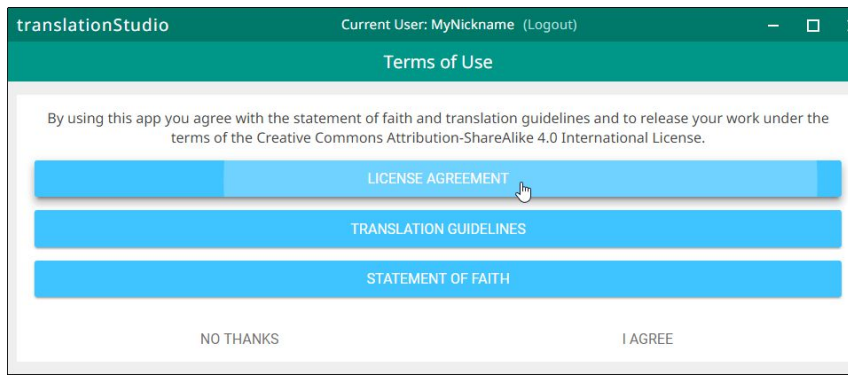 translationStudio Current User: MyNickname (Logout)
Terms of Use
By using this app you agree with the statement of faith and translation guidelines and to release your work under the
terms of the Creative Commons Attribution-ShareAlike 4.0 International License.
LICENSE AGREEMENT
TRANSLATION GUIDELINES
STATEMENT OF FAITH
NO THANKS I AGREE